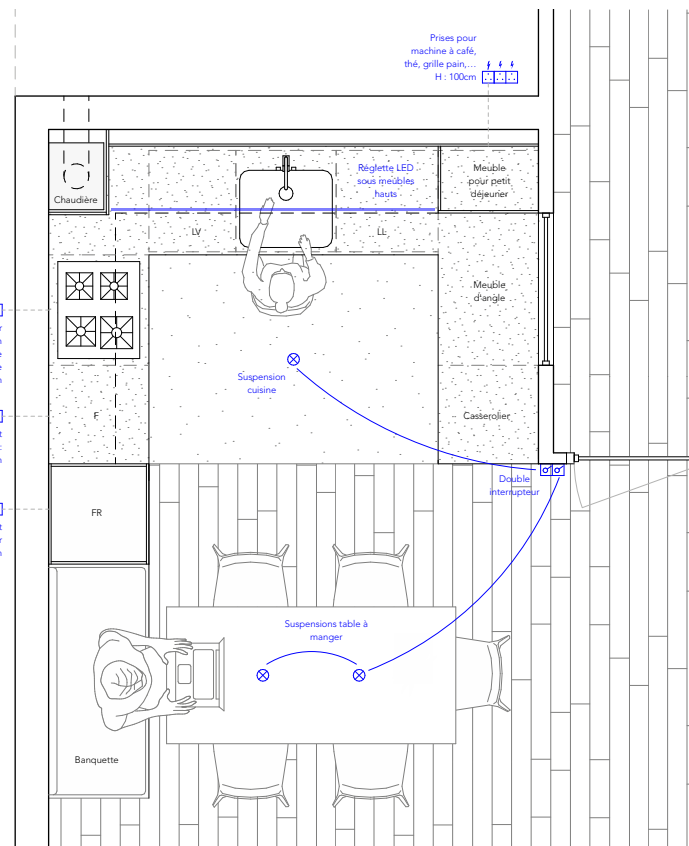 Prises pour
machine à café,
thé, grille pain,...
H : 100cm
Chaudière
Réglette LED
sous meubles
hauts
Meuble
pour petit
déjeuner
LV
LL
Meuble
d'angle
Suspension
cuisine
F
Casserolier
Double
interrupteur
FR
Suspensions table à
manger
Banquette